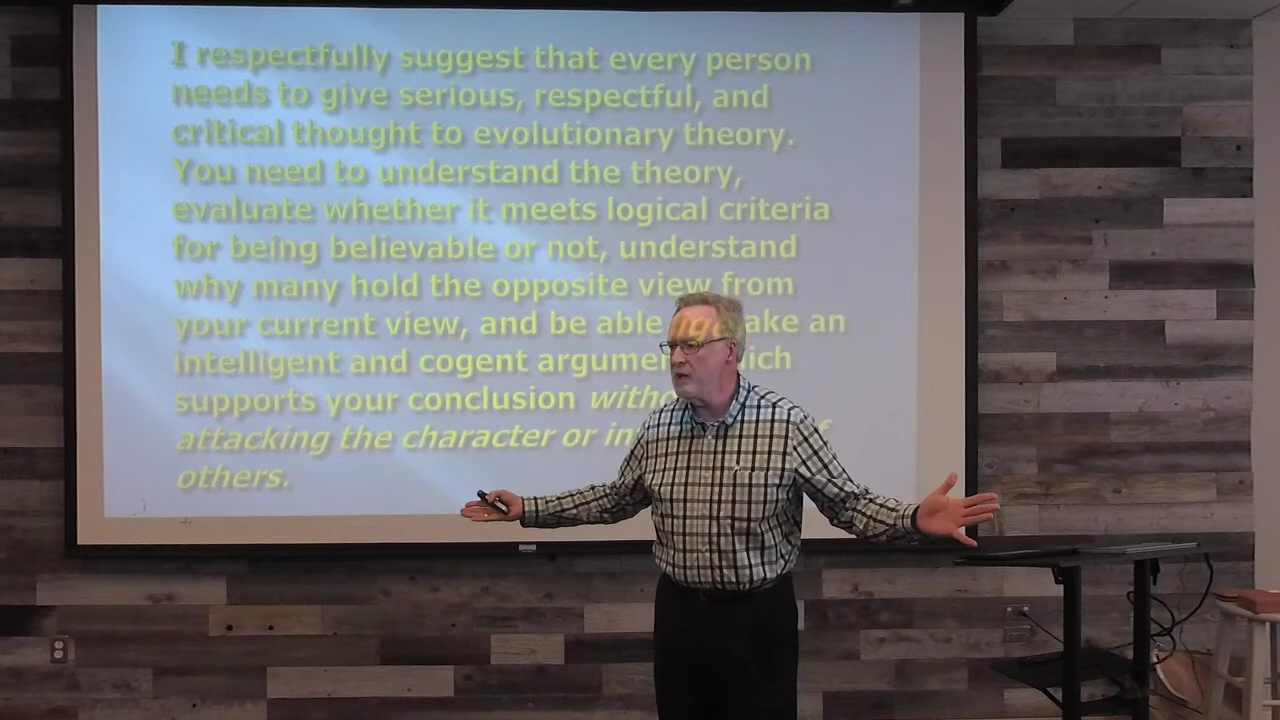 I respectfully suggest that every person
needs to give serious, respectful, and
critical thought to evolutionary theory.
You need to understand the theory,
evaluate whether it meets logical criteria
for being believable or not, understand
why many hold the opposite view from
your current view, and be able an
intelligent and cogent
supports your conclusion
attacking the character or
others.